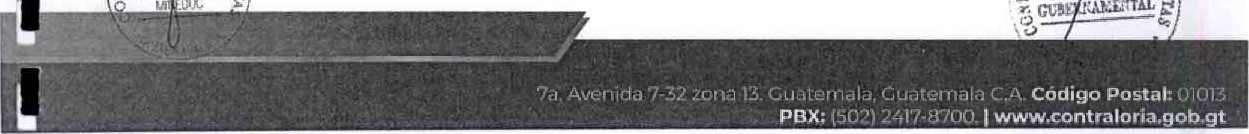 MINEDUC
GUBERNAMENTAL
7a. Avenida 7-32 zona 13. Guatemala, Guatemala C.A. Código Postal: 01013
PBX: (502) 2417-8700. | www.contraloria.gob.gt